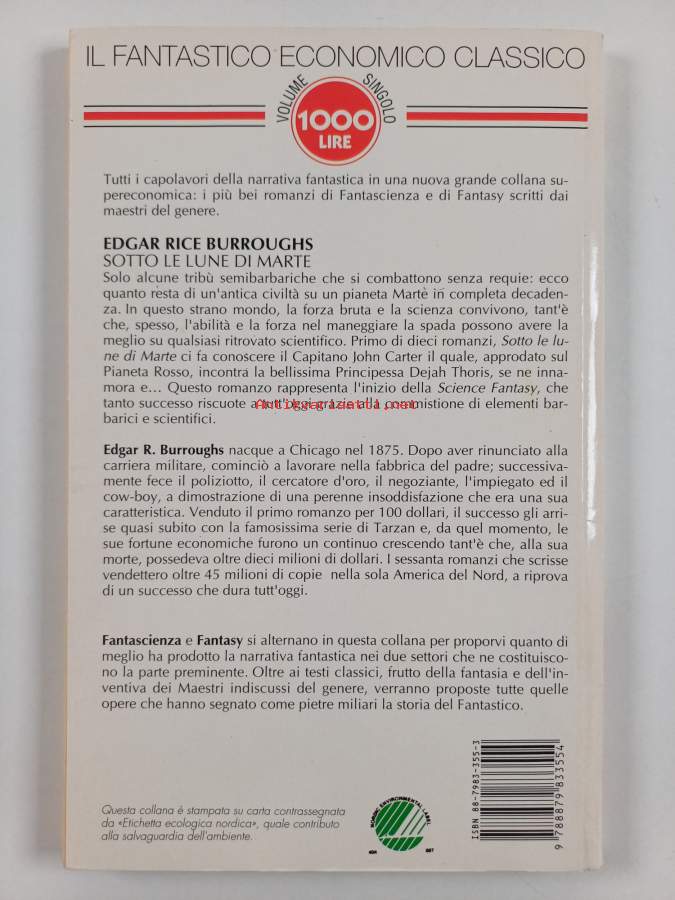 IL FANTASTICO ECONOMICO CLASSICO
VOLUME SINGOLO
1000
LIRE
Tutti i capolavori della narrativa fantastica in una nuova grande collana su-
pereconomica: i più bei romanzi di Fantascienza e di Fantasy scritti dai
maestri del genere.
EDGAR RICE BURROUGHS
SOTTO LE LUNE DI MARTE
Solo alcune tribù semibarbariche che si combattono senza requie: ecco
quanto resta di un'antica civiltà su un pianeta Marte in completa decaden-
za. In questo strano mondo, la forza bruta e la scienza convivono, tant'è
che, spesso, l'abilità e la forza nel maneggiare la spada possono avere la
meglio su qualsiasi ritrovato scientifico. Primo di dieci romanzi, Sotto le lu-
ne di Marte ci fa conoscere il Capitano John Carter il quale, approdato sul
Pianeta Rosso, incontra la bellissima Principessa Dejah Thoris, se ne inna-
mora e... Questo romanzo rappresenta l'inizio della Science Fantasy, che
tanto successo riscuote a tutt'oggi grazie alla commistione di elementi bar-
barici e scientifici.
Edgar R. Burroughs nacque a Chicago nel 1875. Dopo aver rinunciato alla
carriera militare, cominciò a lavorare nella fabbrica del padre; successiva-
mente fece il poliziotto, il cercatore d'oro, il negoziante, l'impiegato ed il
cow-boy, a dimostrazione di una perenne insoddisfazione che era una sua
caratteristica. Venduto il primo romanzo per 100 dollari, il successo gli arri-
se quasi subito con la famosissima serie di Tarzan e, da quel momento, le
sue fortune economiche furono un continuo crescendo tant'è che, alla sua
morte, possedeva oltre dieci milioni di dollari. I sessanta romanzi che scrisse
vendettero oltre 45 milioni di copie nella sola America del Nord, a riprova
di un successo che dura tutt'oggi.
Fantascienza e Fantasy si alternano in questa collana per proporvi quanto di
meglio ha prodotto la narrativa fantastica nei due settori che ne costituisco-
no la parte preminente. Oltre ai testi classici, frutto della fantasia e dell'in-
ventiva dei Maestri indiscussi del genere, verranno proposte tutte quelle
opere che hanno segnato come pietre miliari la storia del Fantastico.
Questa collana è stampata su carta contrassegnata
da «Etichetta ecologica nordica», quale contributo
alla salvaguardia dell'ambiente.
NORDIC ENVIRONMENTAL LABEL
ISBN 88-7983-355-3
9 788879 833554